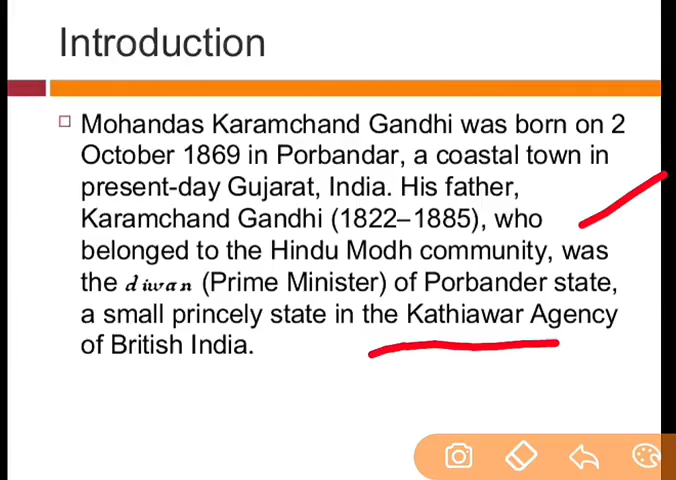 Introduction
Mohandas Karamchand Gandhi was born on 2
October 1869 in Porbandar, a coastal town in
present-day Gujarat, India. His father,
Karamchand Gandhi (1822–1885), who
belonged to the Hindu Modh community, was
the diwan (Prime Minister) of Porbander state,
a small princely state in the Kathiawar Agency
of British India.